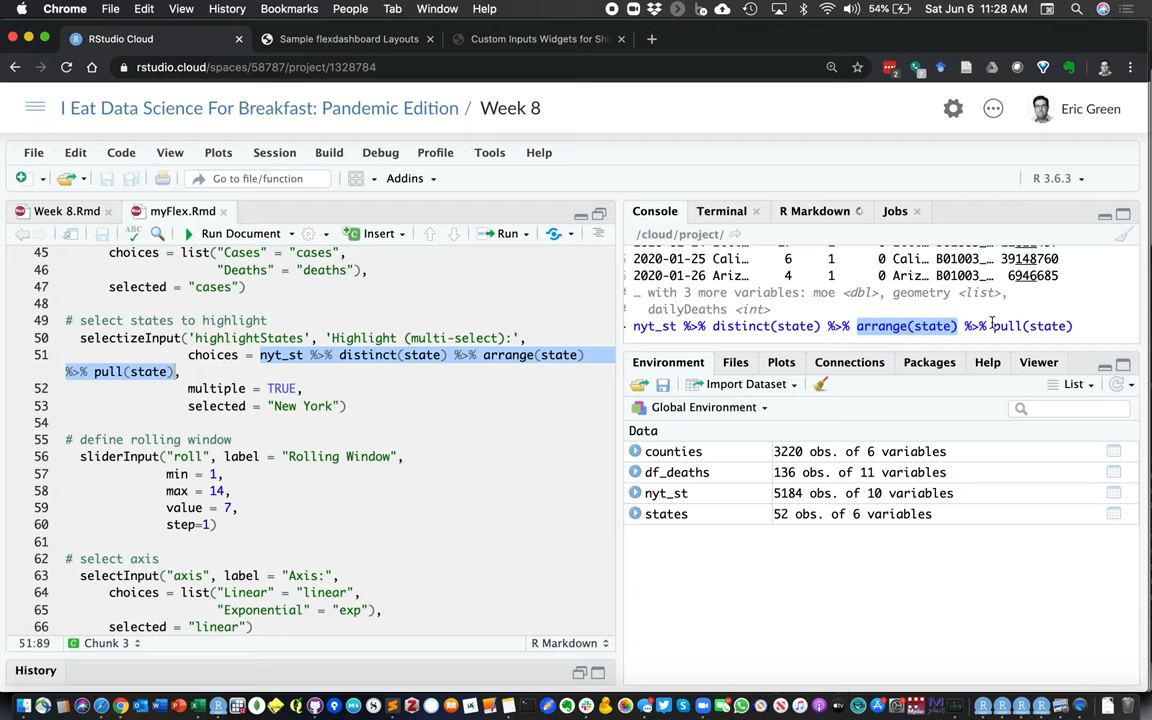 Chrome File Edit View History Bookmarks People Tab Window Help 54% Sat Jun 6 11:28 AM
RStudio Cloud × Sample flexdashboard Layouts × Custom Inputs Widgets for Shi × +
rstudio.cloud/spaces/58787/project/1328784
I Eat Data Science For Breakfast: Pandemic Edition / Week 8 Eric Green
File Edit Code View Plots Session Build Debug Profile Tools Help
Go to file/function Addins R 3.6.3
Week 8.Rmd × myFlex.Rmd ×
Run Document Insert Run
45 choices = list("Cases" = "cases",
46 "Deaths" = "deaths"),
47 selected = "cases")
48
49 # select states to highlight
50 selectizeInput('highlightStates', 'Highlight (multi-select):',
51 choices = nyt_st %>% distinct(state) %>% arrange(state)
%>% pull(state),
52 multiple = TRUE,
53 selected = "New York")
54
55 # define rolling window
56 sliderInput("roll", label = "Rolling Window",
57 min = 1,
58 max = 14,
59 value = 7,
60 step=1)
61
62 # select axis
63 selectInput("axis", label = "Axis:",
64 choices = list("Linear" = "linear",
65 "Exponential" = "exp"),
66 selected = "linear")
51:89 Chunk 3 R Markdown
History
Console Terminal × R Markdown Jobs ×
/cloud/project/
2020-01-25 Cali… 6 1 0 Cali… B01003_… 39148760
2020-01-26 Ariz… 4 1 0 Ariz… B01003_… 6946685
# … with 3 more variables: moe <dbl>, geometry <list>,
dailyDeaths <int>
nyt_st %>% distinct(state) %>% arrange(state) %>% pull(state)
Environment Files Plots Connections Packages Help Viewer
Import Dataset List
Global Environment
Data
counties 3220 obs. of 6 variables
df_deaths 136 obs. of 11 variables
nyt_st 5184 obs. of 10 variables
states 52 obs. of 6 variables